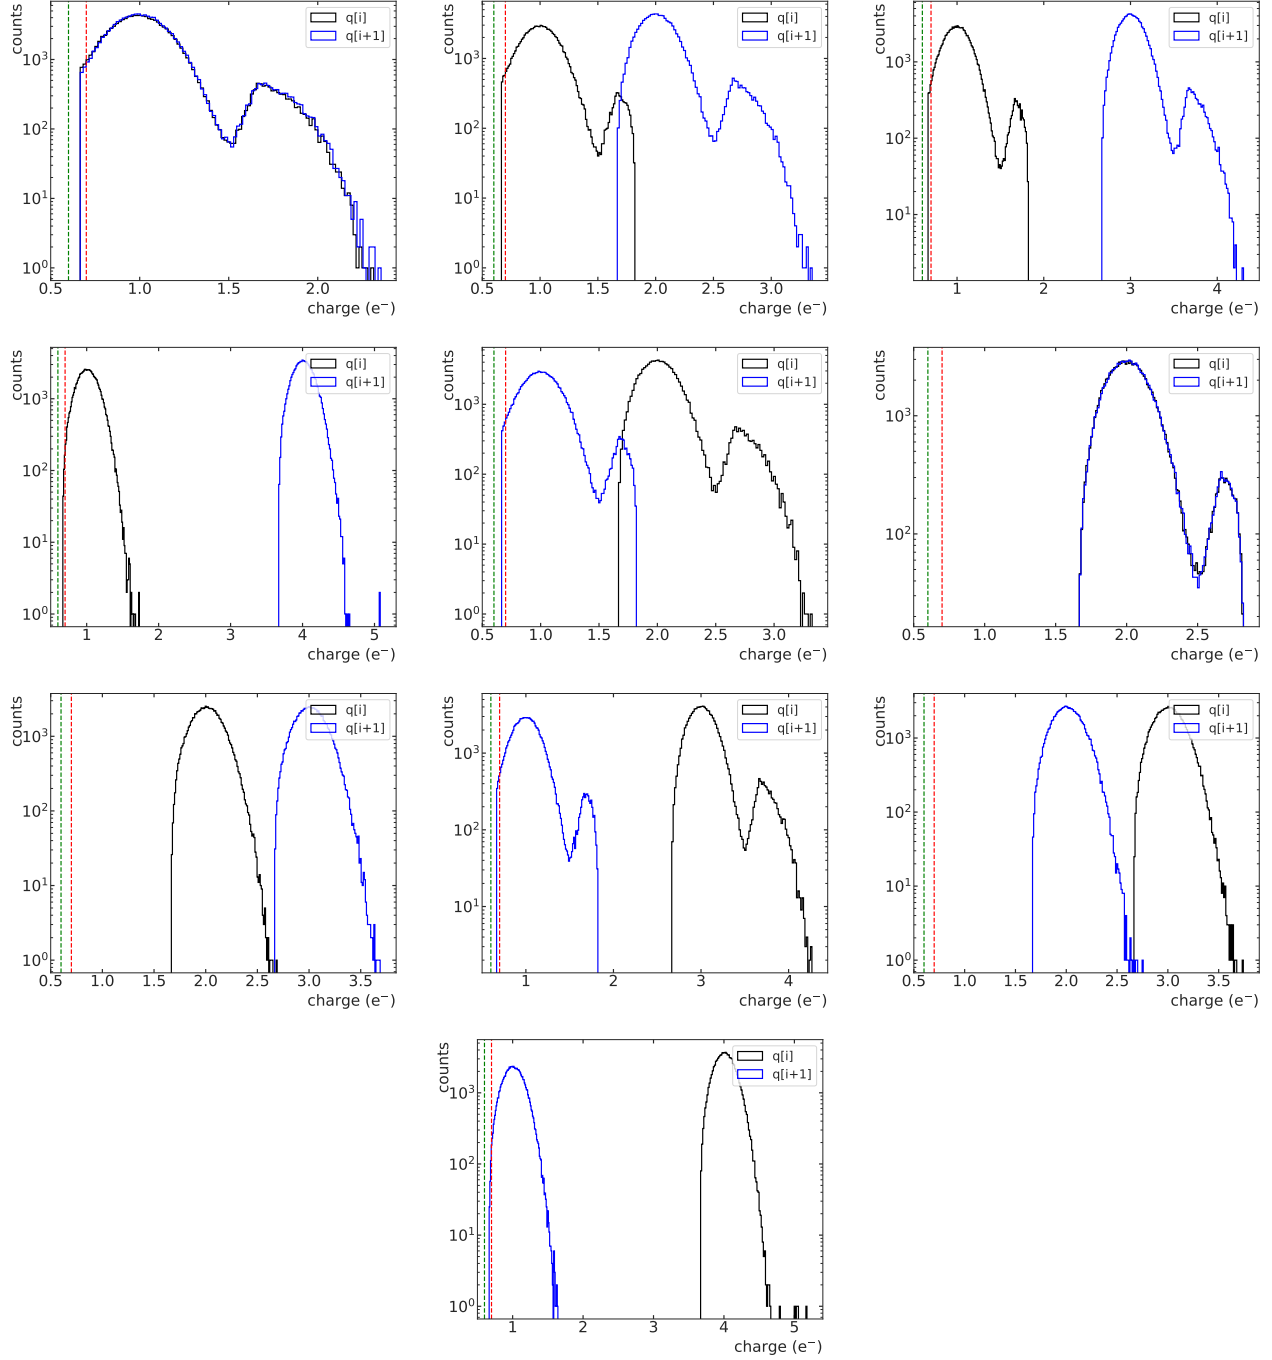 counts
q[i]
q[i+1]
10³
10²
10¹
10⁰
0.5 1.0 1.5 2.0
charge (e⁻)
counts
q[i]
q[i+1]
10³
10²
10¹
10⁰
0.5 1.0 1.5 2.0 2.5 3.0
charge (e⁻)
counts
q[i]
q[i+1]
10³
10²
10¹
1 2 3 4
charge (e⁻)
counts
q[i]
q[i+1]
10³
10²
10¹
10⁰
1 2 3 4 5
charge (e⁻)
counts
q[i]
q[i+1]
10³
10²
10¹
10⁰
0.5 1.0 1.5 2.0 2.5 3.0
charge (e⁻)
counts
q[i]
q[i+1]
10³
10²
0.5 1.0 1.5 2.0 2.5
charge (e⁻)
counts
q[i]
q[i+1]
10³
10²
10¹
10⁰
0.5 1.0 1.5 2.0 2.5 3.0 3.5
charge (e⁻)
counts
q[i]
q[i+1]
10³
10²
10¹
1 2 3 4
charge (e⁻)
counts
q[i]
q[i+1]
10³
10²
10¹
10⁰
0.5 1.0 1.5 2.0 2.5 3.0 3.5
charge (e⁻)
counts
q[i]
q[i+1]
10³
10²
10¹
10⁰
1 2 3 4 5
charge (e⁻)